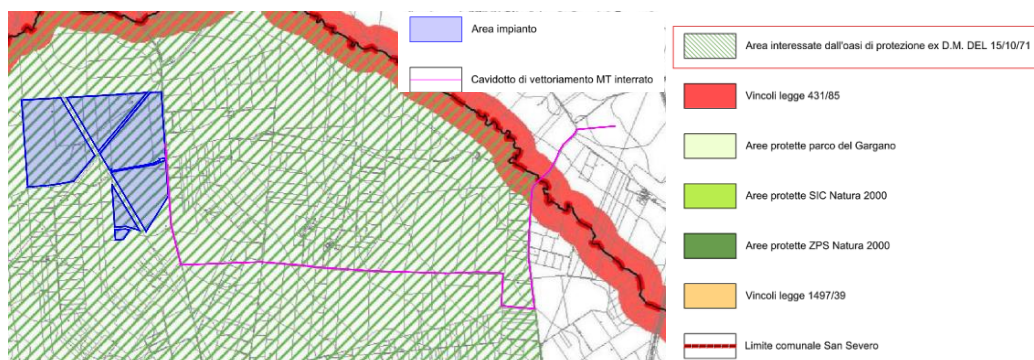 Area impianto
Cavidotto di vettoriamento MT interrato
Area interessate dall'oasi di protezione ex D.M. DEL 15/10/71
Vincoli legge 431/85
Aree protette parco del Gargano
Aree protette SIC Natura 2000
Aree protette ZPS Natura 2000
Vincoli legge 1497/39
Limite comunale San Severo